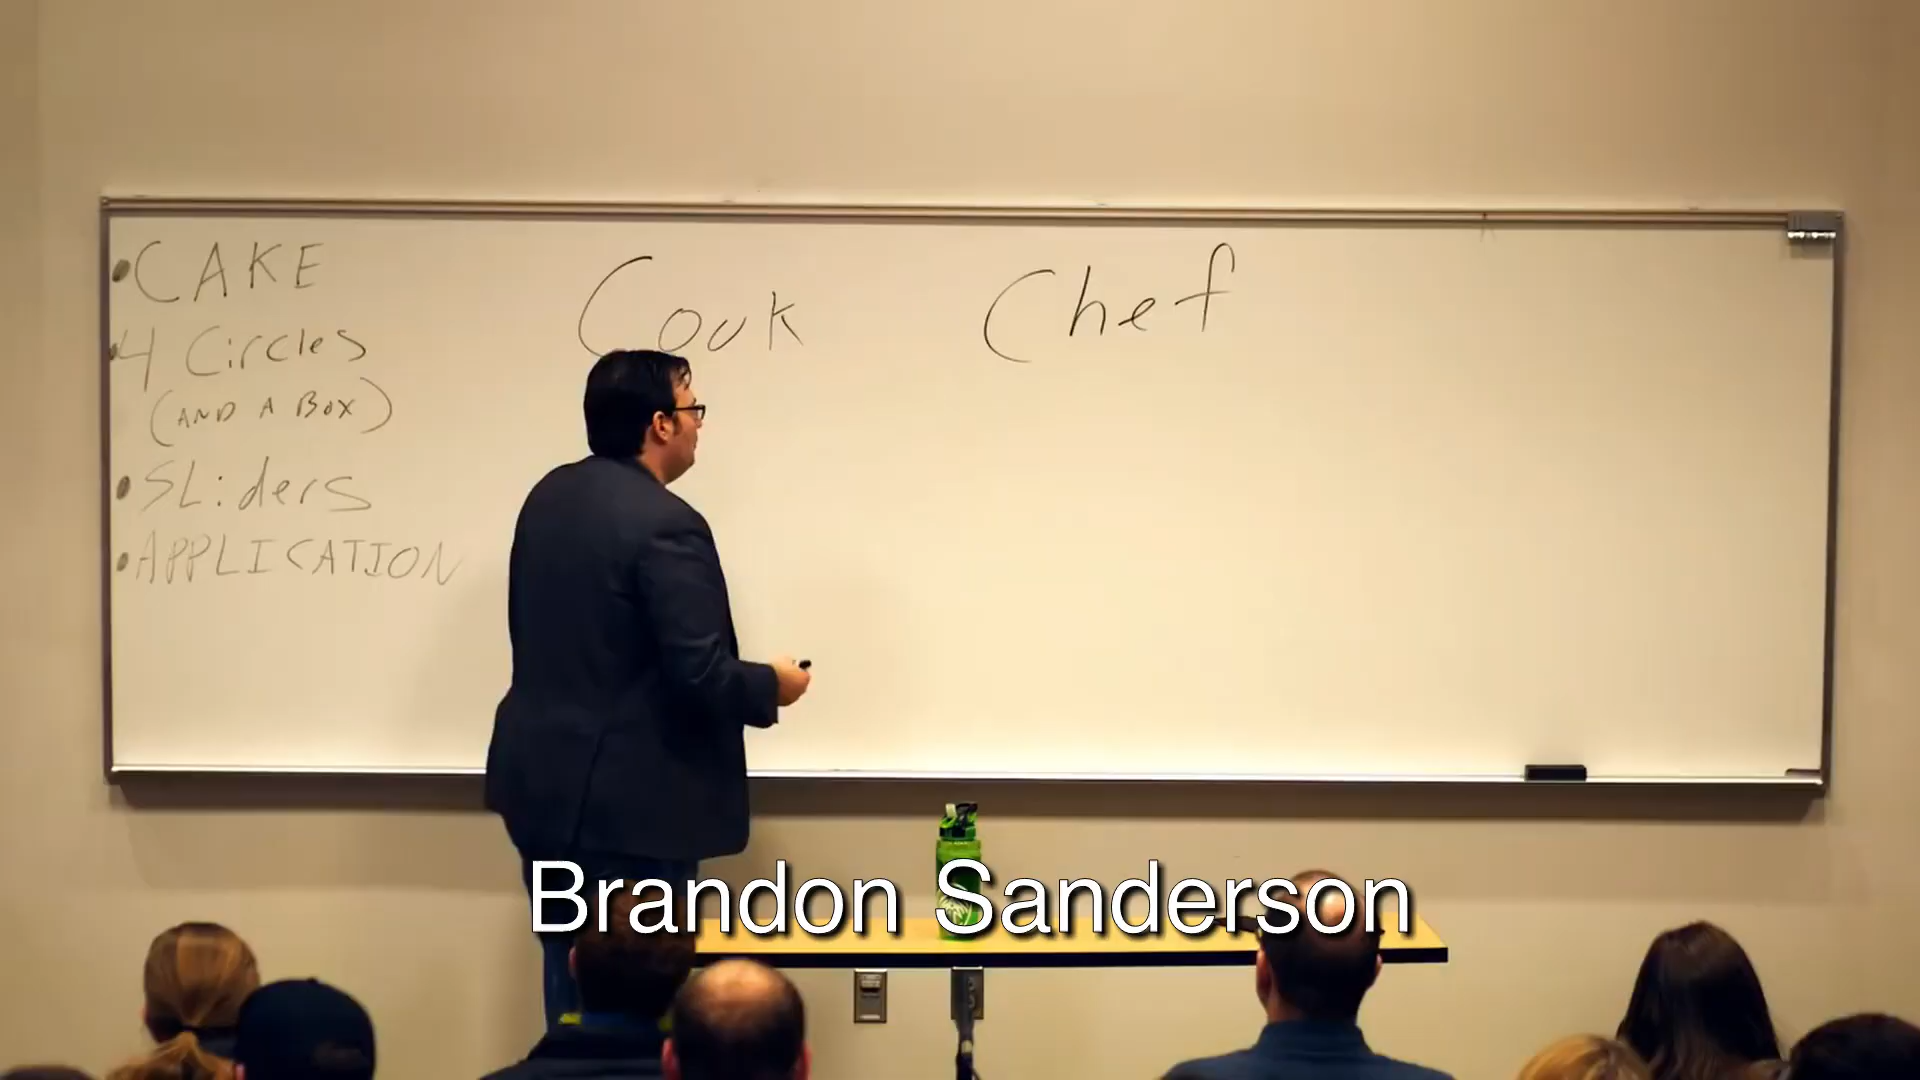 • CAKE
• 4 Circles
(AND A BOX)
• SLiders
• APPLICATION
Cook
Chef
Brandon Sanderson